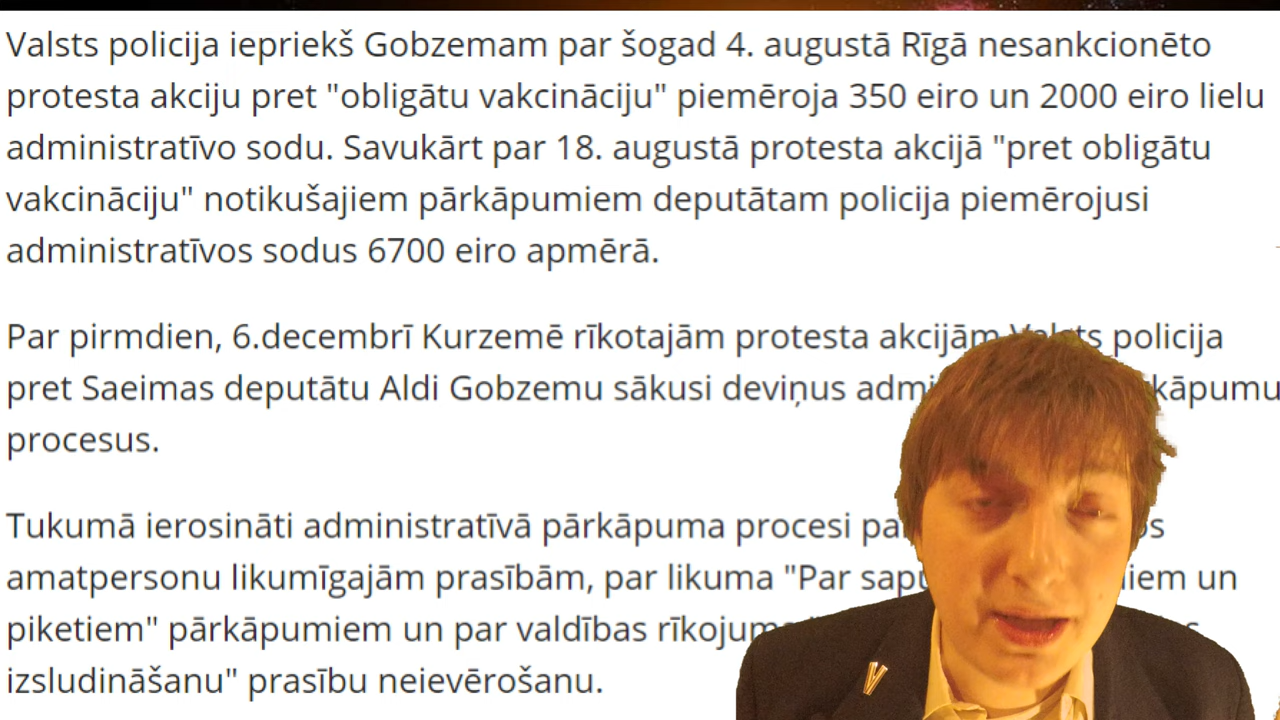 Valsts policija iepriekš Gobzemam par šogad 4. augustā Rīgā nesankcionēto
protesta akciju pret "obligātu vakcināciju" piemēroja 350 eiro un 2000 eiro lielu
administratīvo sodu. Savukārt par 18. augustā protesta akcijā "pret obligātu
vakcināciju" notikušajiem pārkāpumiem deputātam policija piemērojusi
administratīvos sodus 6700 eiro apmērā.
Par pirmdien, 6.decembrī Kurzemē rīkotajām protesta akcijām Valsts policija
pret Saeimas deputātu Aldi Gobzemu sākusi deviņus
procesus.
Tukumā ierosināti administratīvā pārkāpuma procesi
amatpersonu likumīgajām prasībām, par likuma "Par un
piketiem" pārkāpumiem un par valdības
izsludināšanu" prasību neievērošanu.